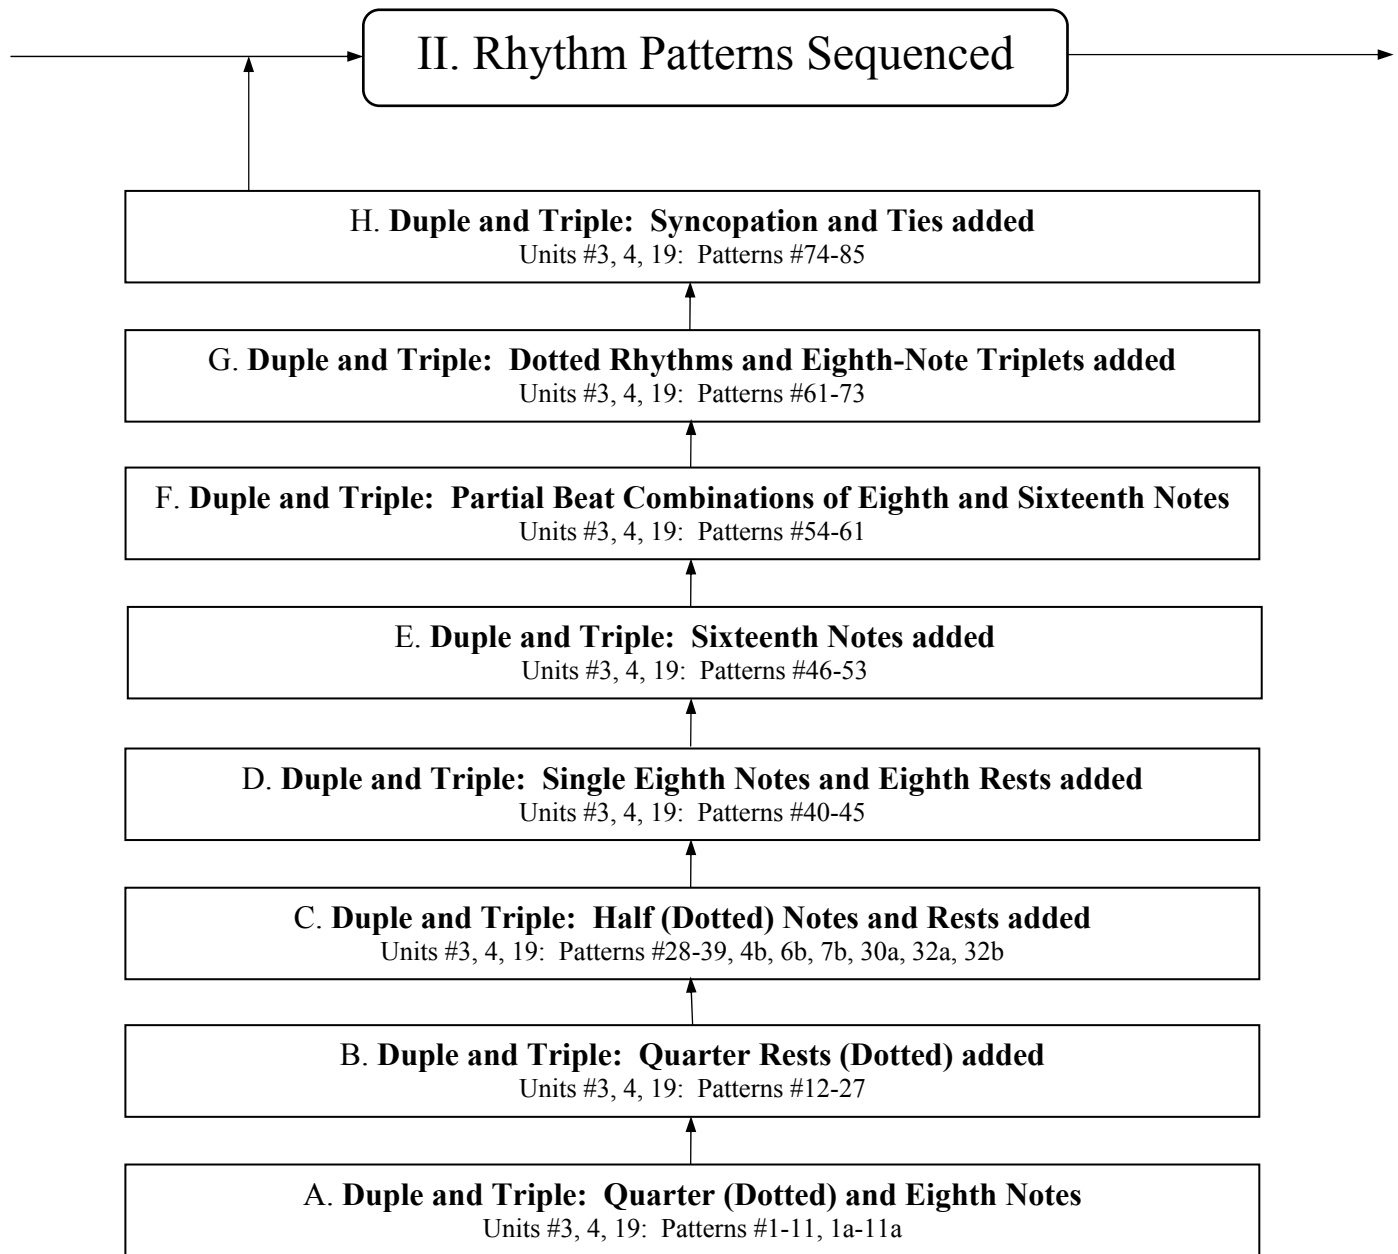 II. Rhythm Patterns Sequenced
H. Duple and Triple:  Syncopation and Ties added
Units #3, 4, 19:  Patterns #74-85
G. Duple and Triple:  Dotted Rhythms and Eighth-Note Triplets added
Units #3, 4, 19:  Patterns #61-73
F. Duple and Triple:  Partial Beat Combinations of Eighth and Sixteenth Notes
Units #3, 4, 19:  Patterns #54-61
E. Duple and Triple:  Sixteenth Notes added
Units #3, 4, 19:  Patterns #46-53
D. Duple and Triple:  Single Eighth Notes and Eighth Rests added
Units #3, 4, 19:  Patterns #40-45
C. Duple and Triple:  Half (Dotted) Notes and Rests added
Units #3, 4, 19:  Patterns #28-39, 4b, 6b, 7b, 30a, 32a, 32b
B. Duple and Triple:  Quarter Rests (Dotted) added
Units #3, 4, 19:  Patterns #12-27
A. Duple and Triple:  Quarter (Dotted) and Eighth Notes
Units #3, 4, 19:  Patterns #1-11, 1a-11a